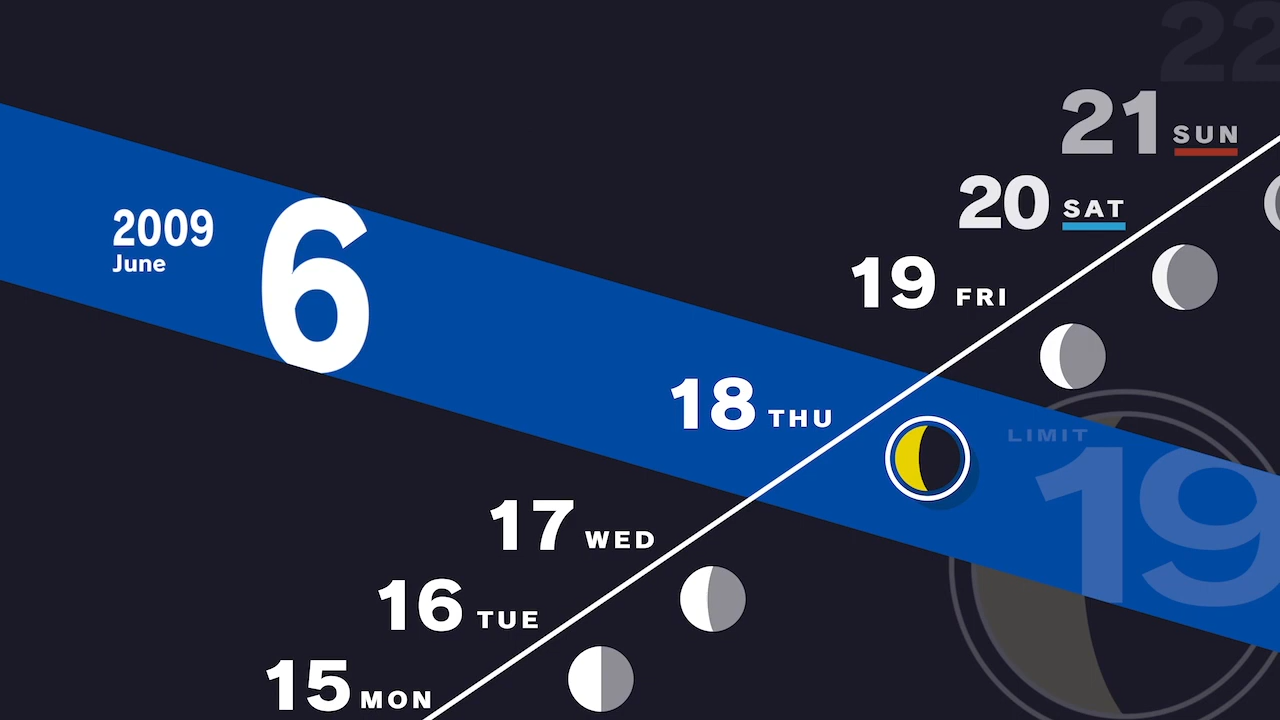 22
21 SUN
20 SAT
2009
June
6
19 FRI
18 THU
LIMIT
19
17 WED
16 TUE
15 MON